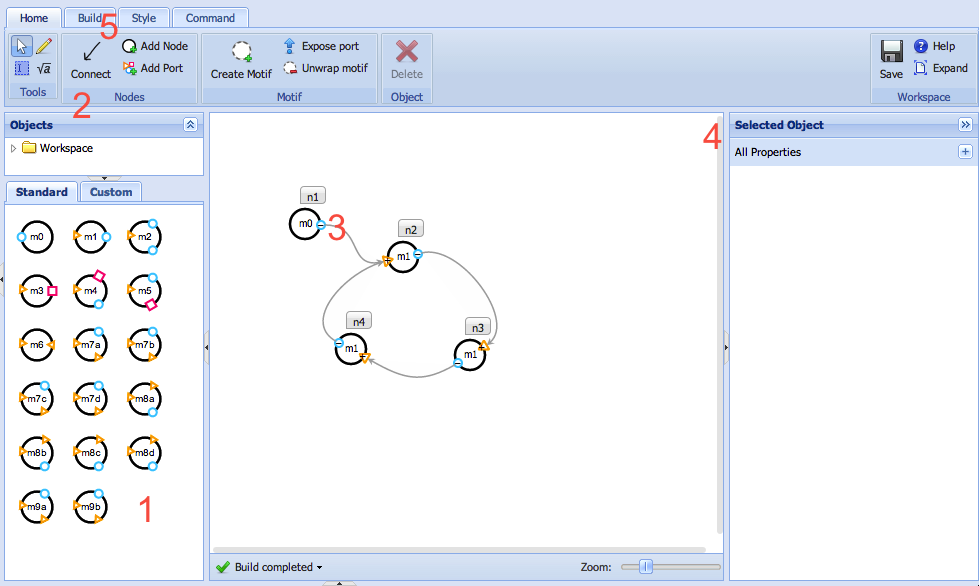 Home Build Style Command
5
Connect Add Node Add Port
Create Motif Expose port Unwrap motif
Delete
Save Help Expand
Tools Nodes Motif Object Workspace
√a
2
Objects
Workspace
Standard Custom
m0 m1 m2
m3 m4 m5
m6 m7a m7b
m7c m7d m8a
m8b m8c m8d
m9a m9b
1
n1
m0
3
n2
m1
n4
m1
n3
m1
4
Build completed
Zoom:
Selected Object
All Properties